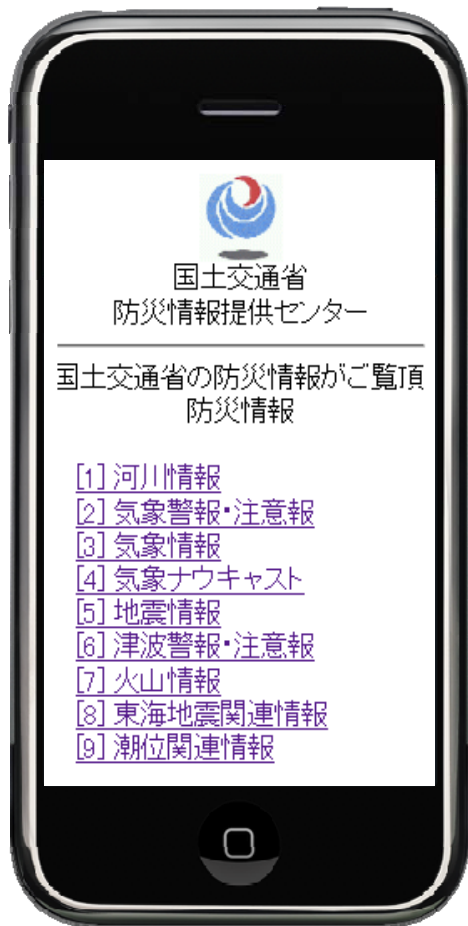 国土交通省
防災情報提供センター
国土交通省の防災情報がご覧頂
防災情報
[1] 河川情報
[2] 気象警報・注意報
[3] 気象情報
[4] 気象ナウキャスト
[5] 地震情報
[6] 津波警報・注意報
[7] 火山情報
[8] 東海地震関連情報
[9] 潮位関連情報